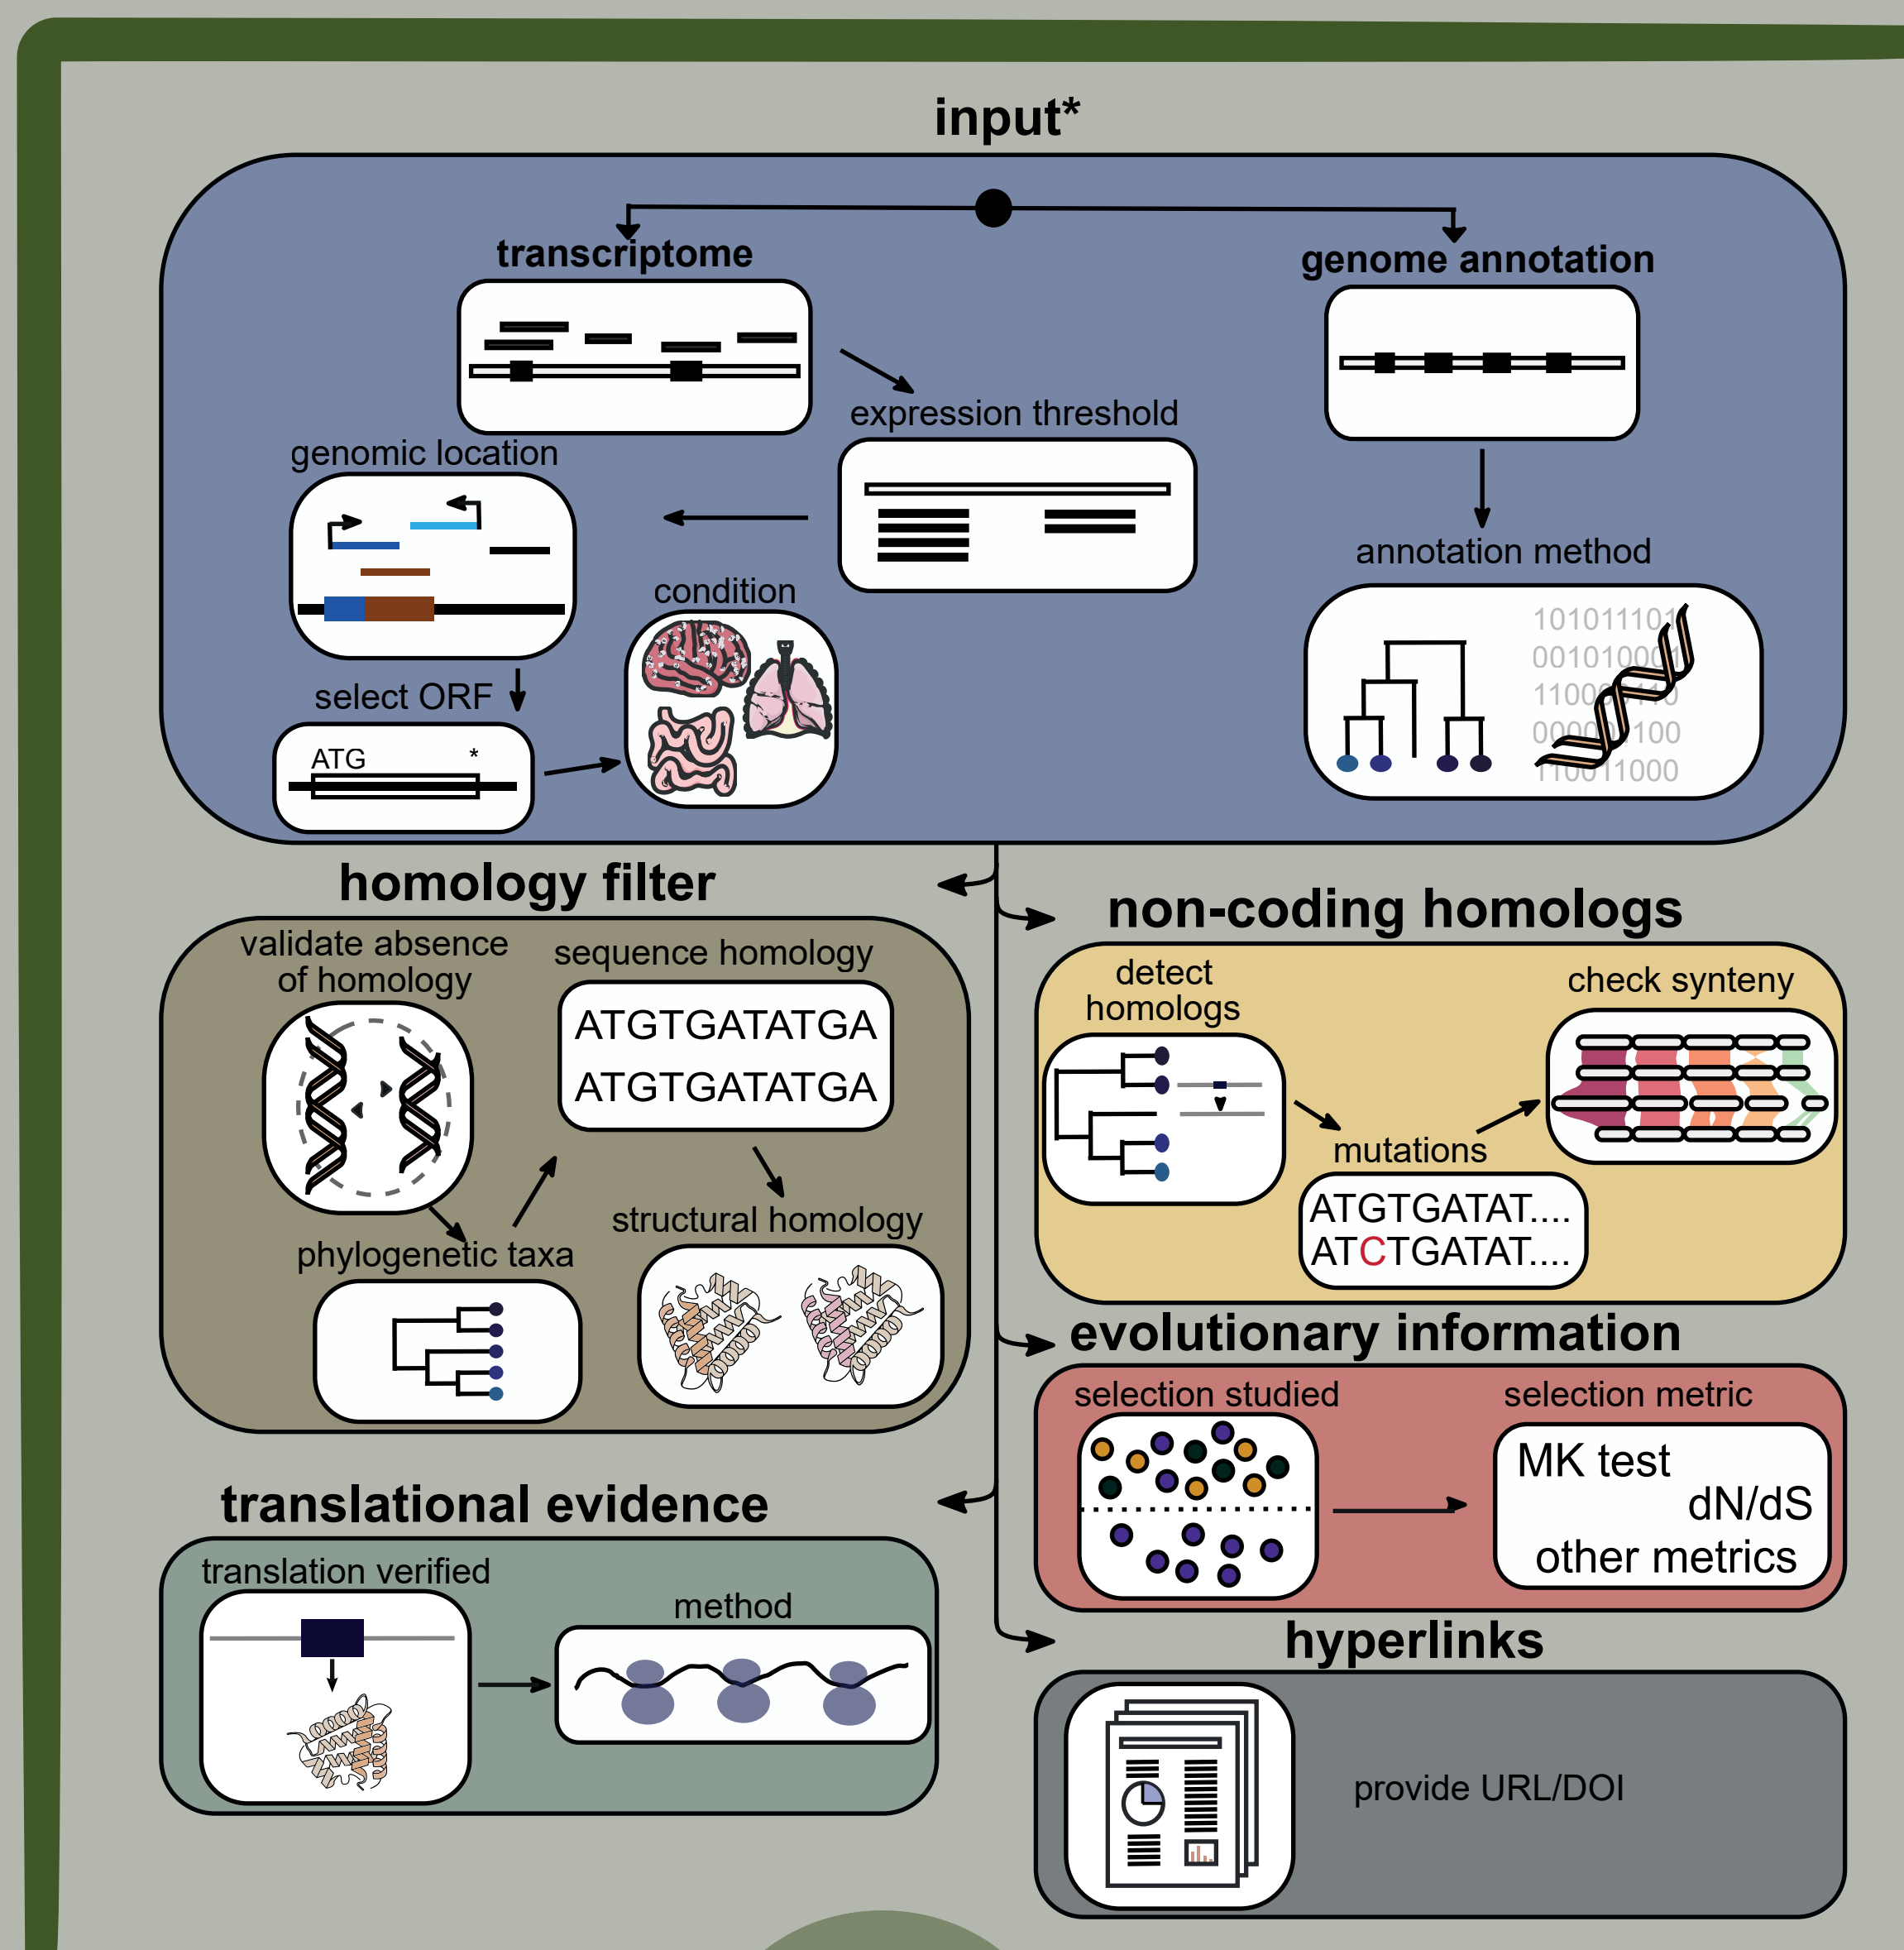 input*
transcriptome
genome annotation
expression threshold
genomic location
annotation method
condition
select ORF
ATG *
101011101
110011000
homology filter
validate absence
of homology
sequence homology
ATGTGATATGA
ATGTGATATGA
phylogenetic taxa
structural homology
non-coding homologs
detect
homologs
check synteny
mutations
ATGTGATAT....
ATCTGATAT....
evolutionary information
selection studied
selection metric
MK test
dN/dS
other metrics
translational evidence
translation verified
method
hyperlinks
provide URL/DOI